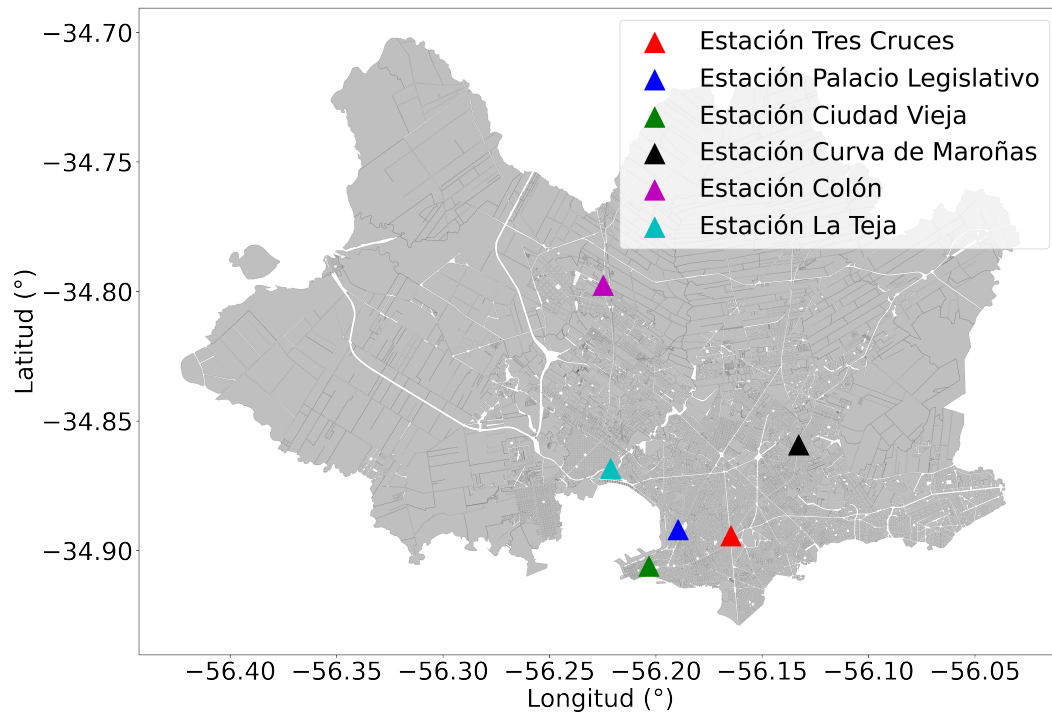 Estación Tres Cruces
Estación Palacio Legislativo
Estación Ciudad Vieja
Estación Curva de Maroñas
Estación Colón
Estación La Teja
−34.70
−34.75
−34.80
−34.85
−34.90
Latitud (°)
−56.40 −56.35 −56.30 −56.25 −56.20 −56.15 −56.10 −56.05
Longitud (°)